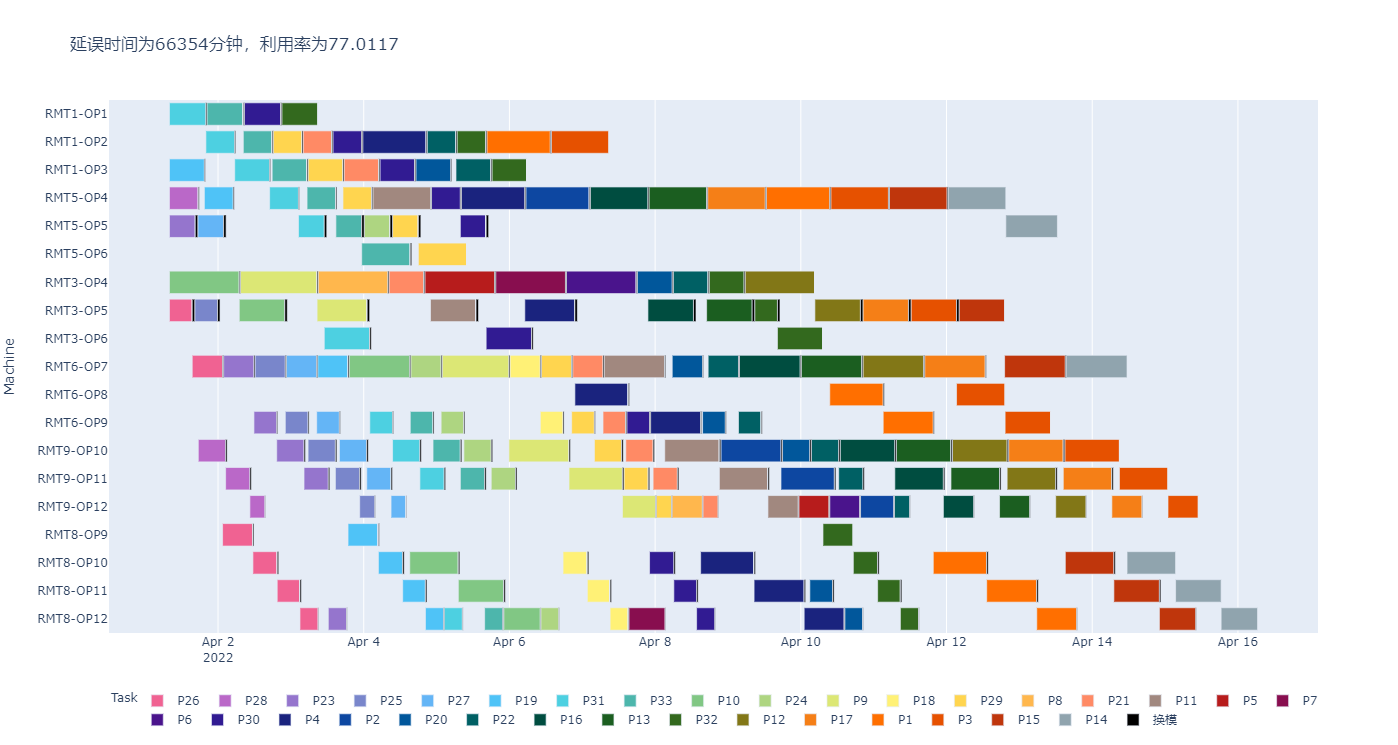 延误时间为66354分钟，利用率为77.0117
Machine
RMT1-OP1
RMT1-OP2
RMT1-OP3
RMT5-OP4
RMT5-OP5
RMT5-OP6
RMT3-OP4
RMT3-OP5
RMT3-OP6
RMT6-OP7
RMT6-OP8
RMT6-OP9
RMT9-OP10
RMT9-OP11
RMT9-OP12
RMT8-OP9
RMT8-OP10
RMT8-OP11
RMT8-OP12
Apr 2 Apr 4 Apr 6 Apr 8 Apr 10 Apr 12 Apr 14 Apr 16
2022
Task P26 P28 P23 P25 P27 P19 P31 P33 P10 P24 P9 P18 P29 P8 P21 P11 P5 P7
P6 P30 P4 P2 P20 P22 P16 P13 P32 P12 P17 P1 P3 P15 P14 换模